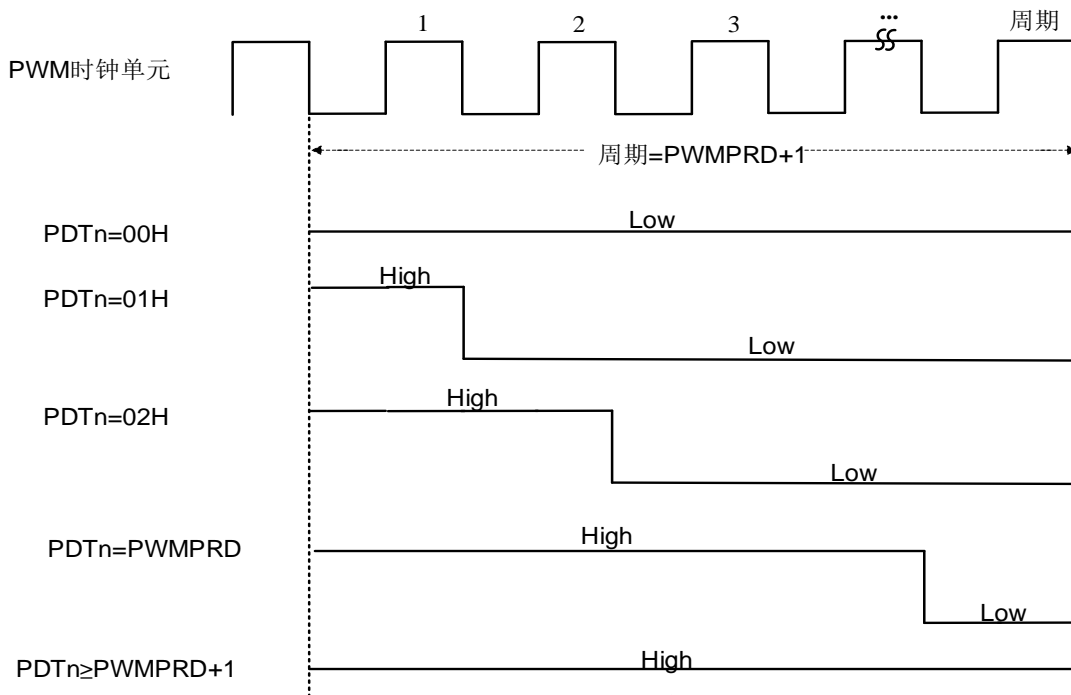 1 2 3 ... 周期
PWM时钟单元
周期=PWMPRD+1
PDTn=00H Low
PDTn=01H High Low
PDTn=02H High Low
PDTn=PWMPRD High Low
PDTn≥PWMPRD+1 High